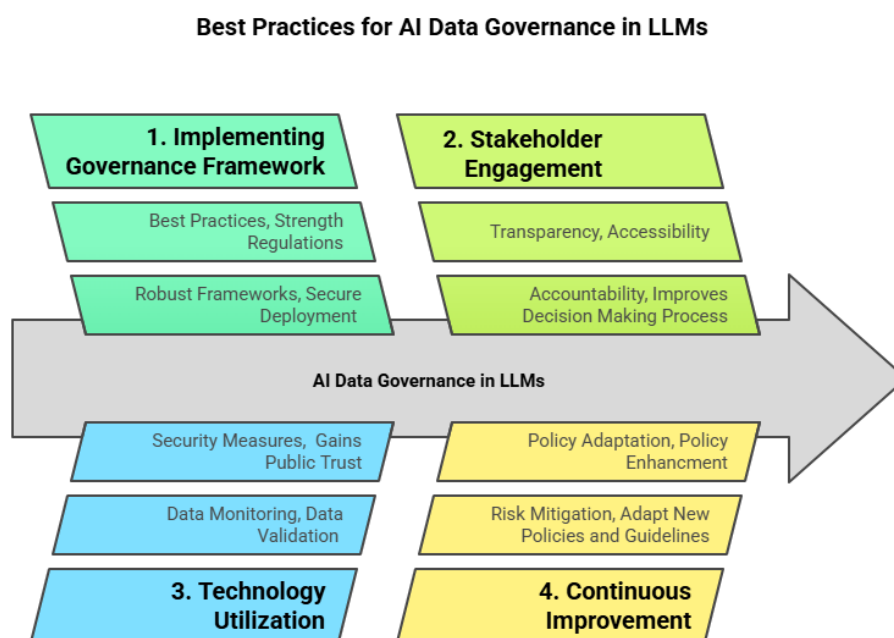 Best Practices for AI Data Governance in LLMs
1. Implementing
Governance Framework
Best Practices, Strength
Regulations
Robust Frameworks, Secure
Deployment
2. Stakeholder
Engagement
Transparency, Accessibility
Accountability, Improves
Decision Making Process
AI Data Governance in LLMs
Security Measures,  Gains
Public Trust
Data Monitoring, Data
Validation
3. Technology
Utilization
Policy Adaptation, Policy
Enhancment
Risk Mitigation, Adapt New
Policies and Guidelines
4. Continuous
Improvement